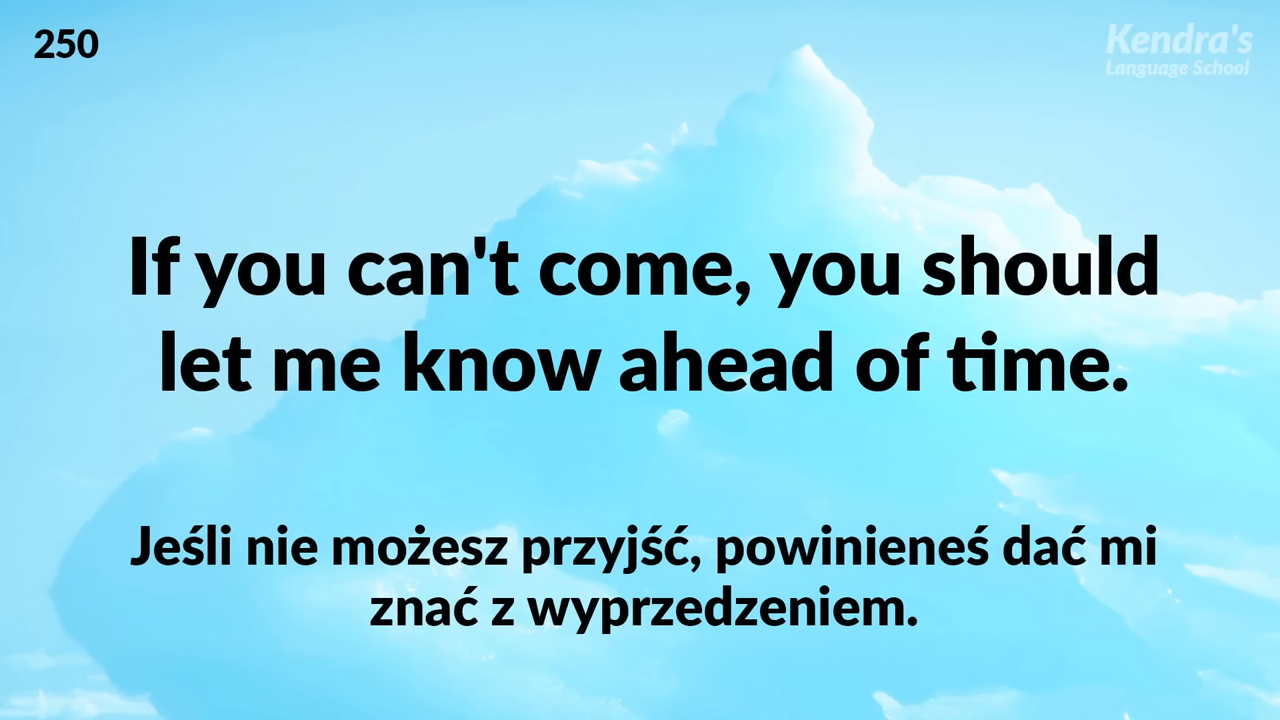 250
Kendra's
Language School
If you can't come, you should
let me know ahead of time.
Jeśli nie możesz przyjść, powinieneś dać mi
znać z wyprzedzeniem.